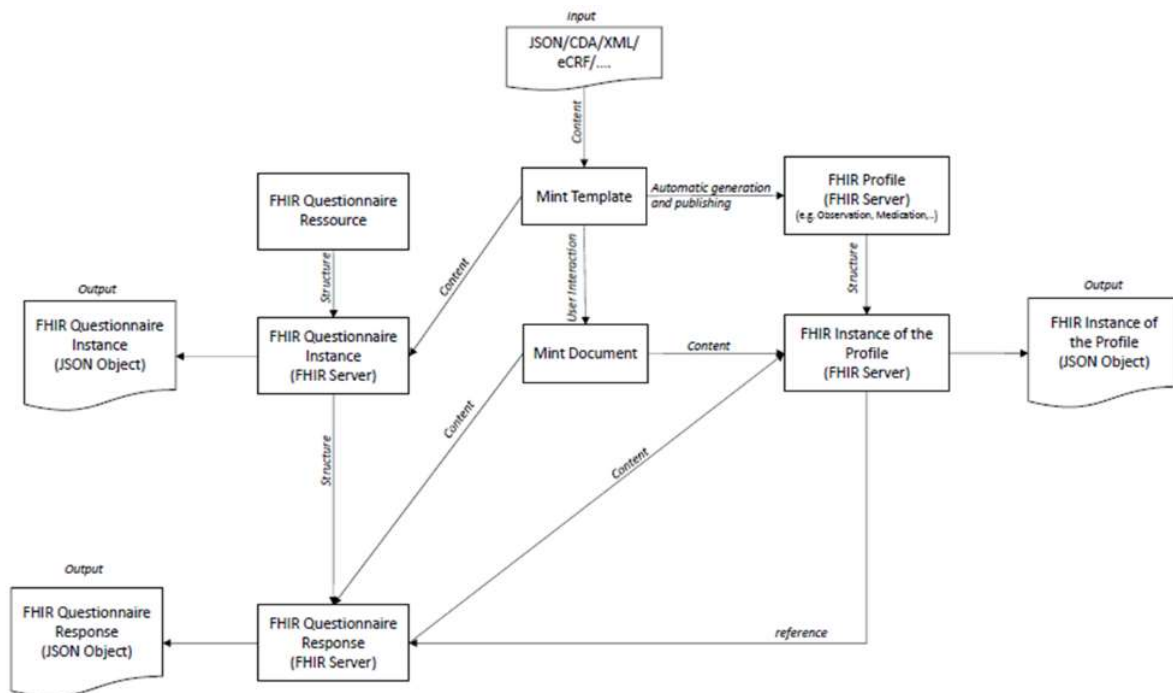 Input
JSON/CDA/XML/
eCRF/....
Content
Mint Template
Automatic generation
and publishing
FHIR Profile
(FHIR Server)
(e.g. Observation, Medication,..)
FHIR Questionnaire
Ressource
Structure
Content
User Interaction
Structure
Output
FHIR Questionnaire
Instance
(JSON Object)
FHIR Questionnaire
Instance
(FHIR Server)
Mint Document
Content
FHIR Instance of the
Profile
(FHIR Server)
Output
FHIR Instance of
the Profile
(JSON Object)
Structure
Content
Content
Output
FHIR Questionnaire
Response
(JSON Object)
FHIR Questionnaire
Response
(FHIR Server)
reference